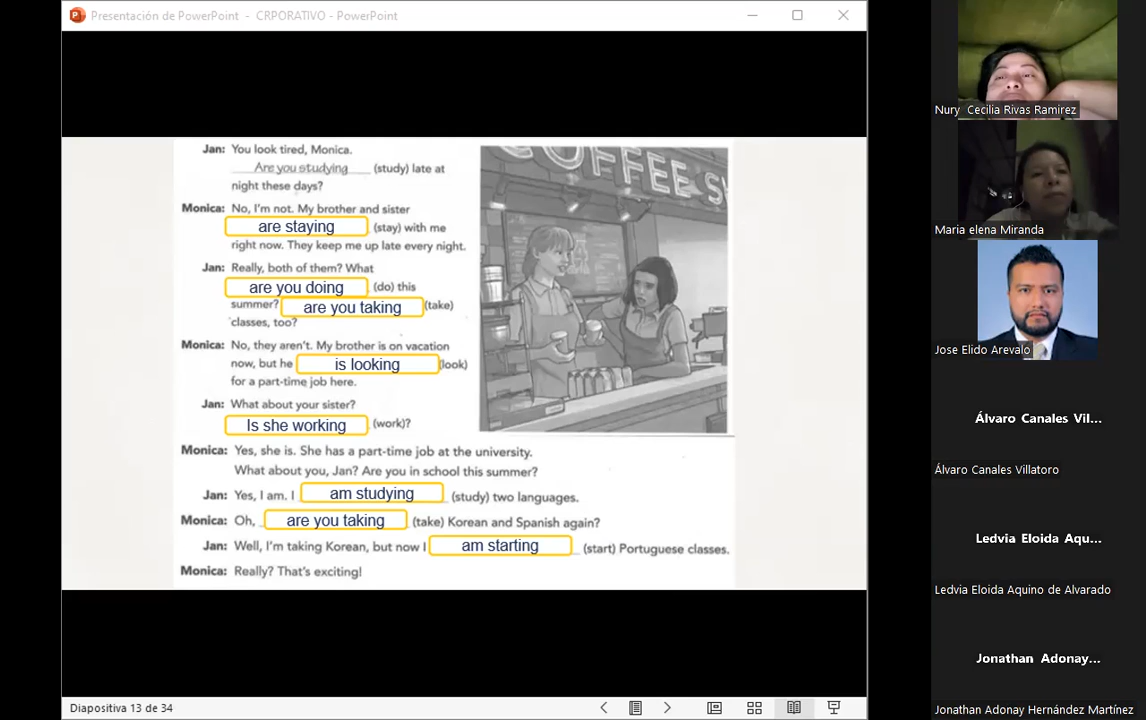 Presentación de PowerPoint - CRPORATIVO - PowerPoint
Jan: You look tired, Monica.
Are you studying (study) late at
night these days?
Monica: No, I'm not. My brother and sister
are staying (stay) with me
right now. They keep me up late every night.
Jan: Really, both of them? What
are you doing (do) this
summer? are you taking (take)
classes, too?
Monica: No, they aren't. My brother is on vacation
now, but he is looking (look)
for a part-time job here.
Jan: What about your sister?
Is she working (work)?
Monica: Yes, she is. She has a part-time job at the university.
What about you, Jan? Are you in school this summer?
Jan: Yes, I am. I am studying (study) two languages.
Monica: Oh, are you taking (take) Korean and Spanish again?
Jan: Well, I'm taking Korean, but now I am starting (start) Portuguese classes.
Monica: Really? That's exciting!
COFFEE S
Diapositiva 13 de 34
Nury Cecilia Rivas Ramirez
Maria elena Miranda
Jose Elido Arevalo
Álvaro Canales Vil...
Álvaro Canales Villatoro
Ledvia Eloida Aqu...
Ledvia Eloida Aquino de Alvarado
Jonathan Adonay...
Jonathan Adonay Hernández Martínez